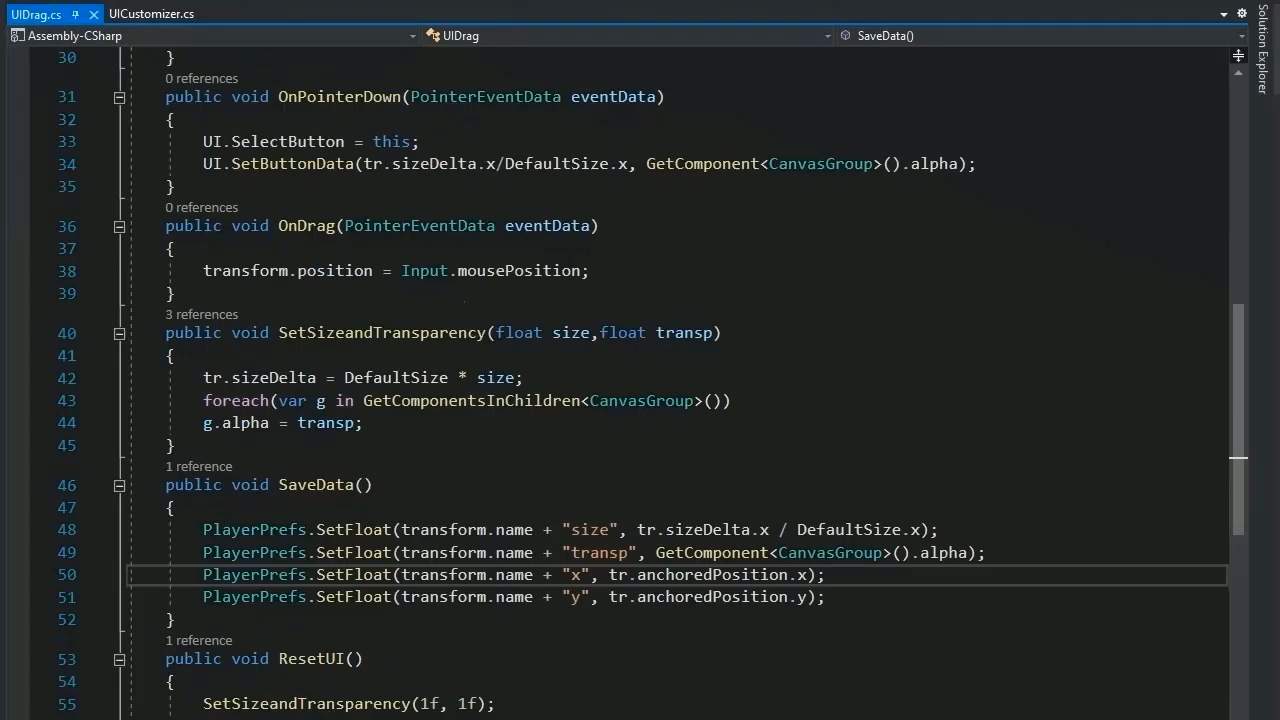 UIDrag.cs UICustomizer.cs
Assembly-CSharp UIDrag SaveData()
Solution Explorer
30 }
0 references
31 public void OnPointerDown(PointerEventData eventData)
32 {
33 UI.SelectButton = this;
34 UI.SetButtonData(tr.sizeDelta.x/DefaultSize.x, GetComponent<CanvasGroup>().alpha);
35 }
0 references
36 public void OnDrag(PointerEventData eventData)
37 {
38 transform.position = Input.mousePosition;
39 }
3 references
40 public void SetSizeandTransparency(float size,float transp)
41 {
42 tr.sizeDelta = DefaultSize * size;
43 foreach(var g in GetComponentsInChildren<CanvasGroup>())
44 g.alpha = transp;
45 }
1 reference
46 public void SaveData()
47 {
48 PlayerPrefs.SetFloat(transform.name + "size", tr.sizeDelta.x / DefaultSize.x);
49 PlayerPrefs.SetFloat(transform.name + "transp", GetComponent<CanvasGroup>().alpha);
50 PlayerPrefs.SetFloat(transform.name + "x", tr.anchoredPosition.x);
51 PlayerPrefs.SetFloat(transform.name + "y", tr.anchoredPosition.y);
52 }
1 reference
53 public void ResetUI()
54 {
55 SetSizeandTransparency(1f, 1f);